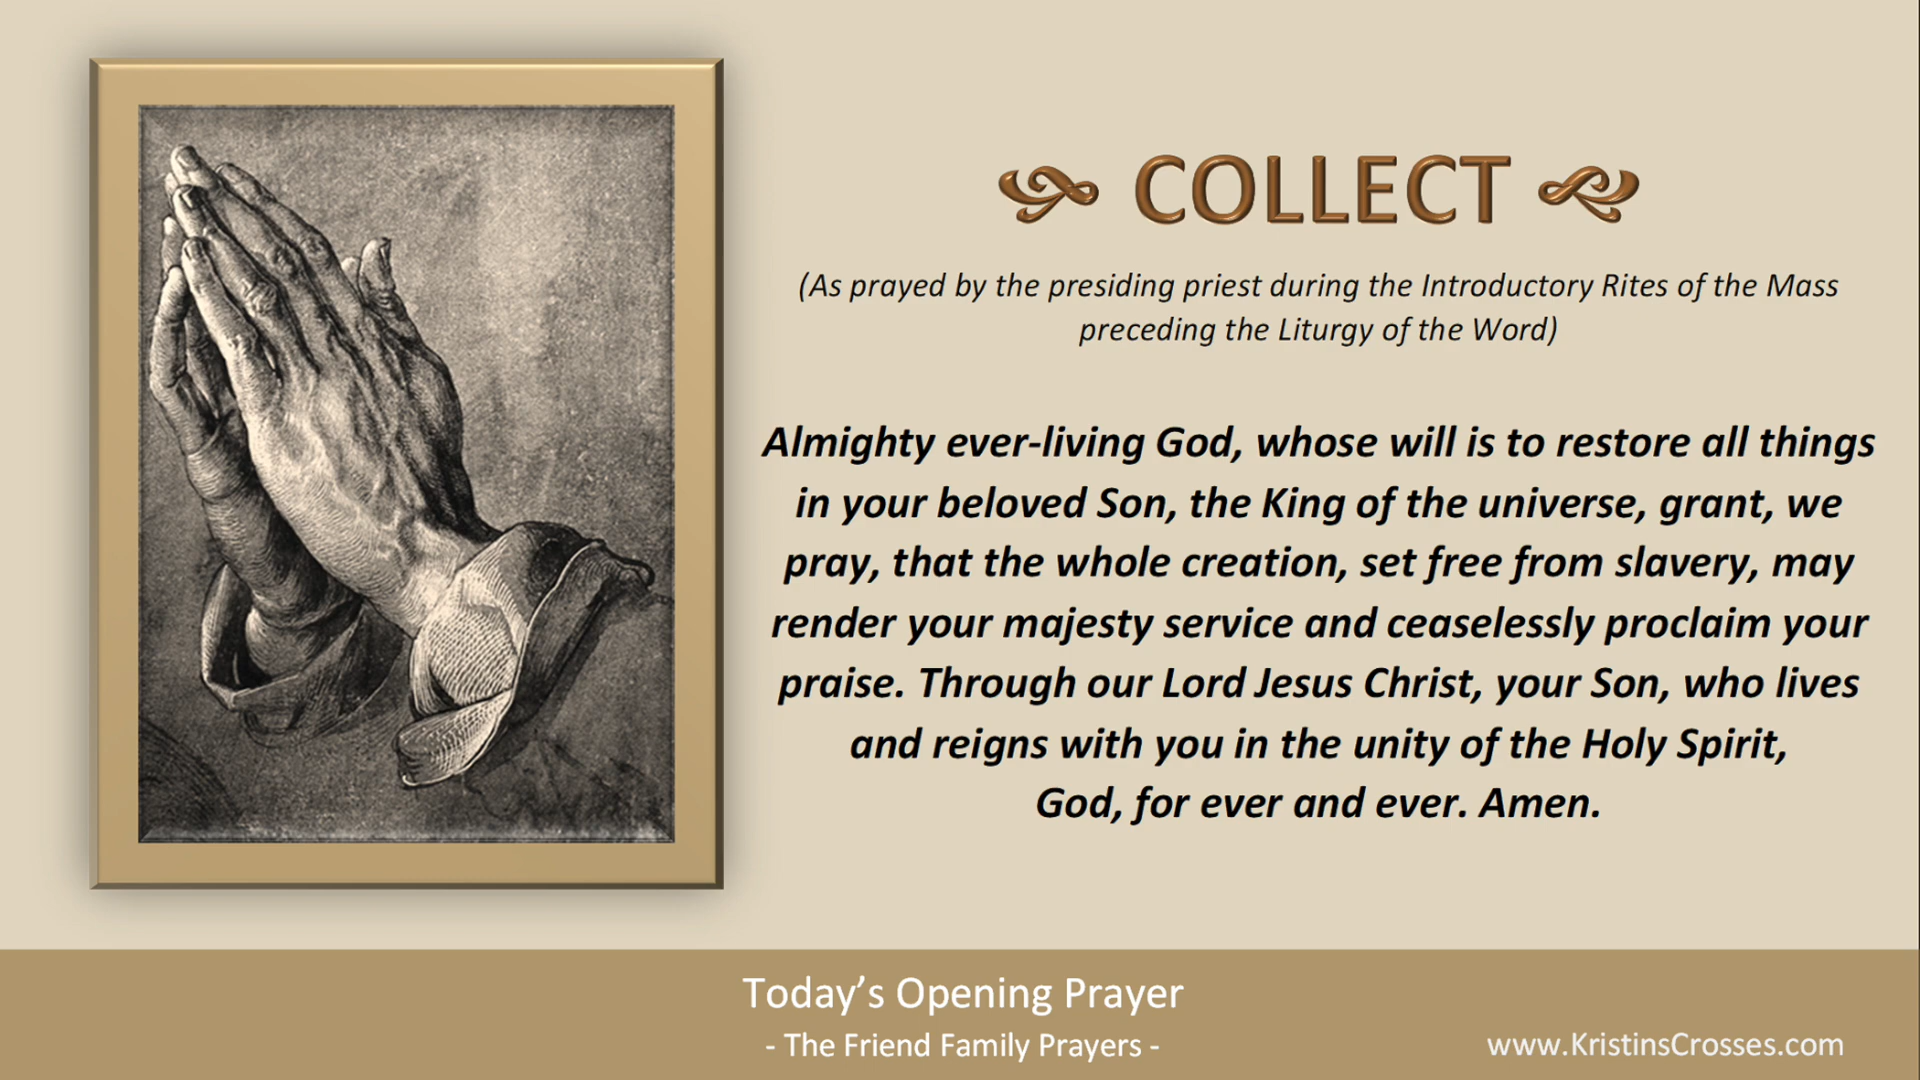 COLLECT
(As prayed by the presiding priest during the Introductory Rites of the Mass
preceding the Liturgy of the Word)
Almighty ever-living God, whose will is to restore all things
in your beloved Son, the King of the universe, grant, we
pray, that the whole creation, set free from slavery, may
render your majesty service and ceaselessly proclaim your
praise. Through our Lord Jesus Christ, your Son, who lives
and reigns with you in the unity of the Holy Spirit,
God, for ever and ever. Amen.
Today’s Opening Prayer
- The Friend Family Prayers -
www.KristinsCrosses.com